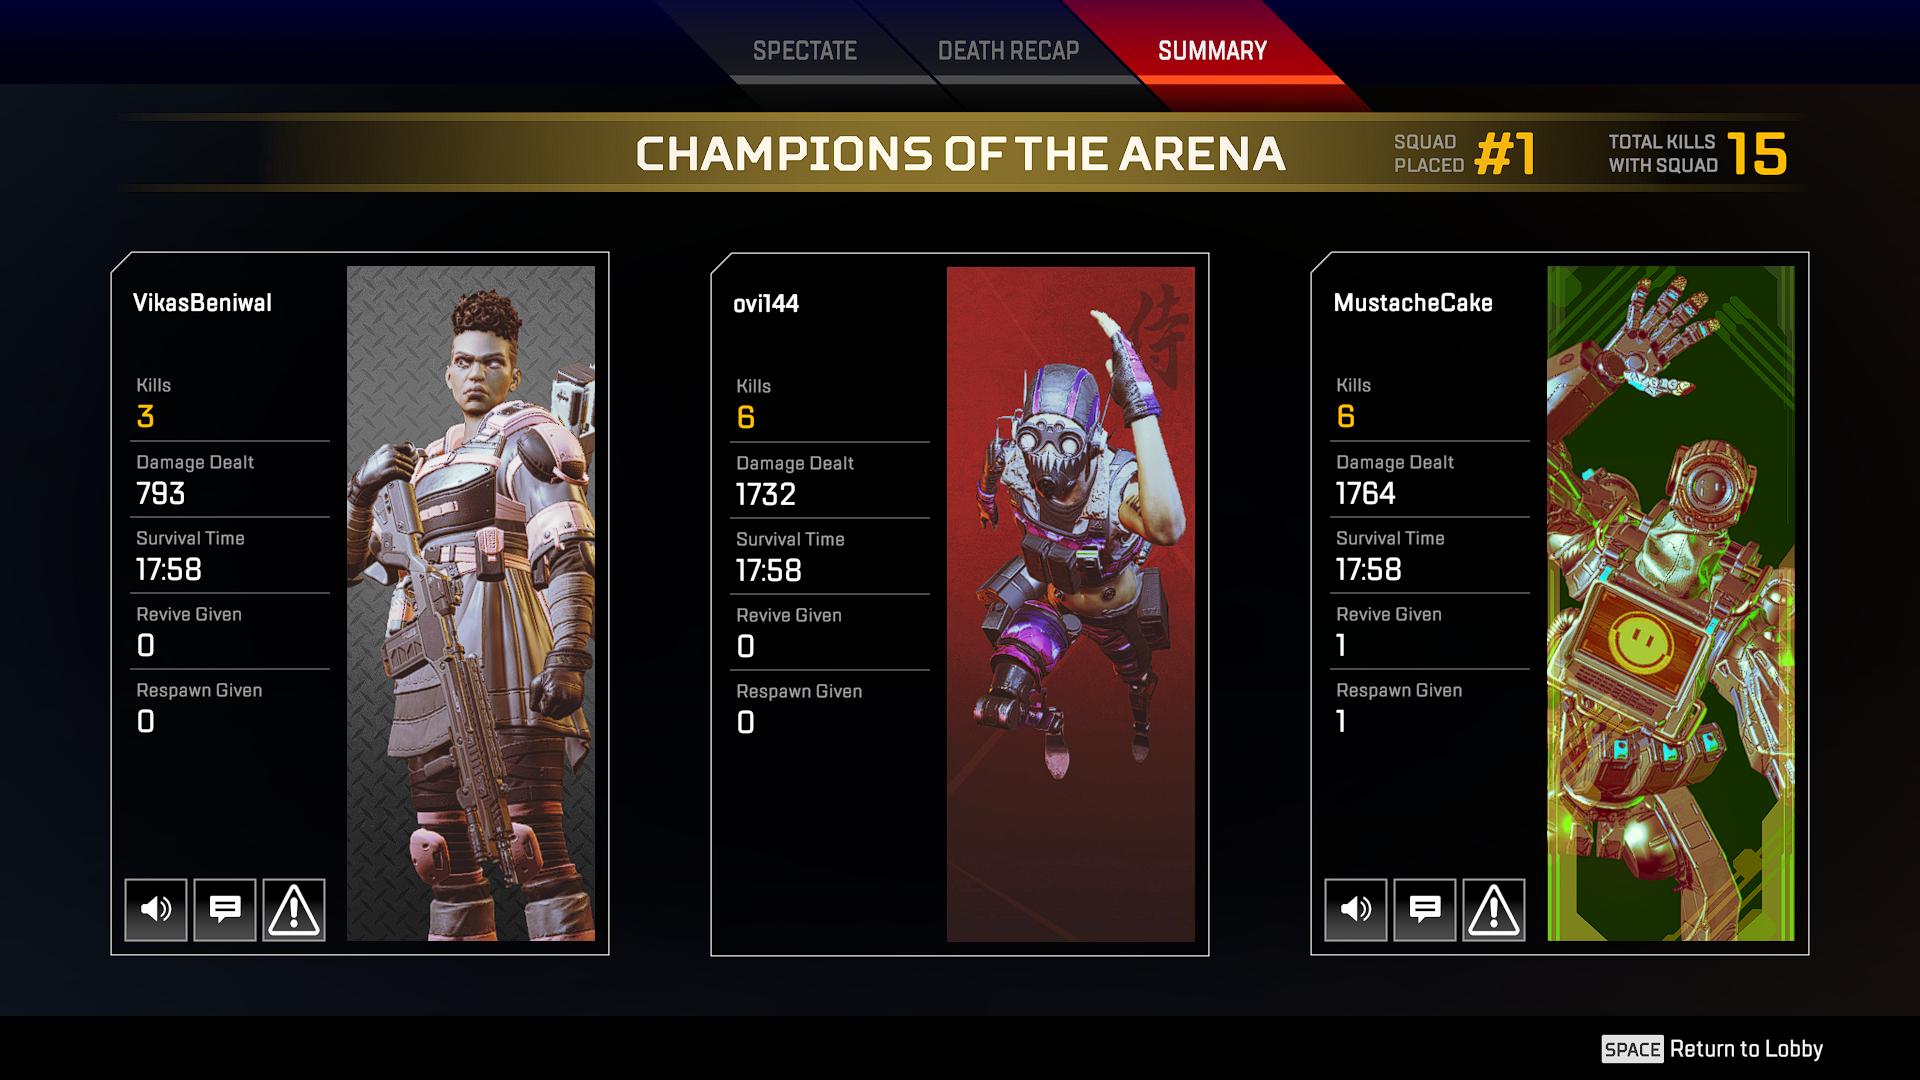 SPECTATE
DEATH RECAP
SUMMARY
CHAMPIONS OF THE ARENA
SQUAD
PLACED
#1
TOTAL KILLS
WITH SQUAD
15
VikasBeniwal
Kills
3
Damage Dealt
793
Survival Time
17:58
Revive Given
0
Respawn Given
0
ovi144
侍
Kills
6
Damage Dealt
1732
Survival Time
17:58
Revive Given
0
Respawn Given
0
MustacheCake
Kills
6
Damage Dealt
1764
Survival Time
17:58
Revive Given
1
Respawn Given
1
SPACE Return to Lobby